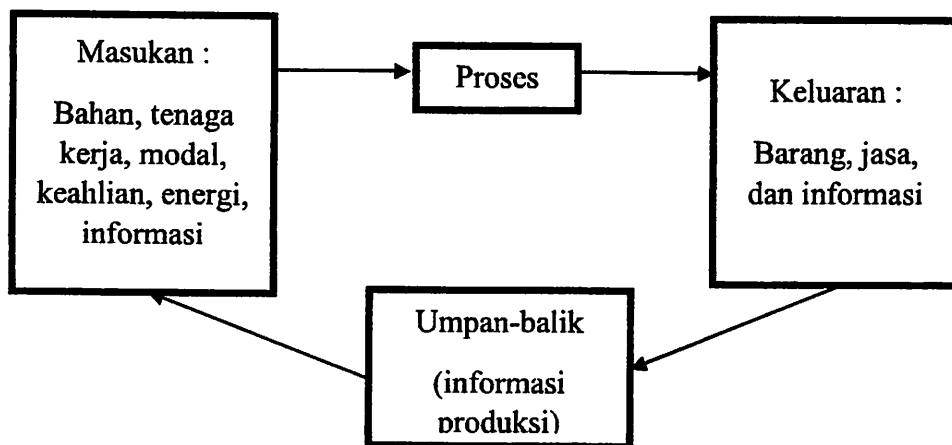 Masukan :
Bahan, tenaga
kerja, modal,
keahlian, energi,
informasi
Proses
Keluaran :
Barang, jasa,
dan informasi
Umpan-balik
(informasi
produksi)